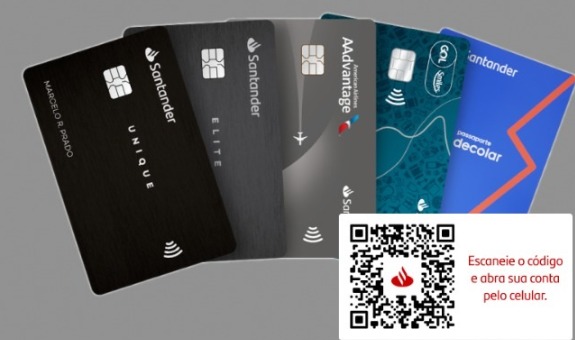 Santander
UNIQUE
MARCELO R. PRADO
Santander
ELITE
American Airlines
AAdvantage
GOL
Smiles
Santander
passaporte
decolar
Escaneie o código
e abra sua conta
pelo celular.